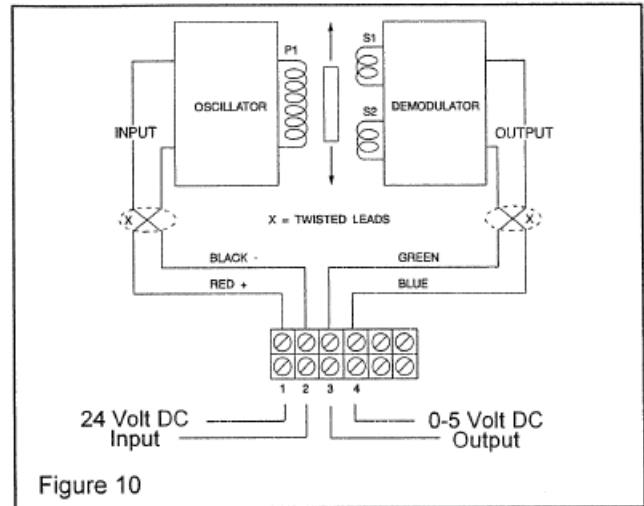 P1
S1
OSCILLATOR
DEMODULATOR
S2
INPUT
OUTPUT
X
X = TWISTED LEADS
X
BLACK -
GREEN
RED +
BLUE
1 2 3 4
24 Volt DC
Input
0-5 Volt DC
Output
Figure 10